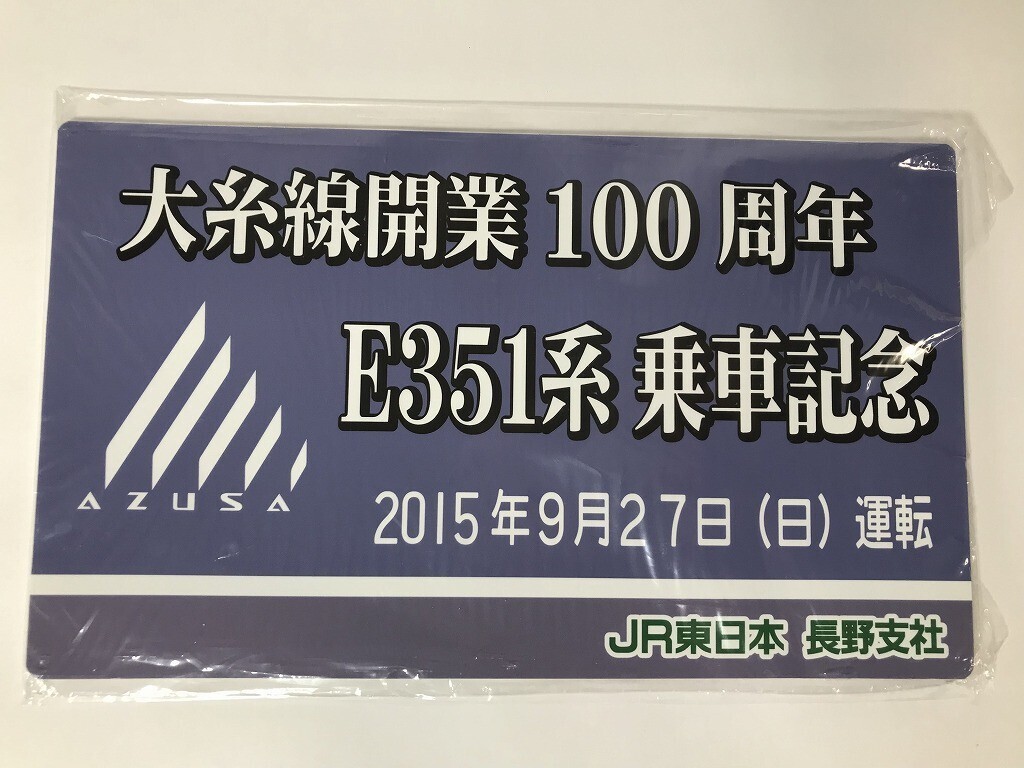 大糸線開業 100 周年
E351系 乗車記念
AZUSA
2015年9月27日（日）運転
JR東日本 長野支社